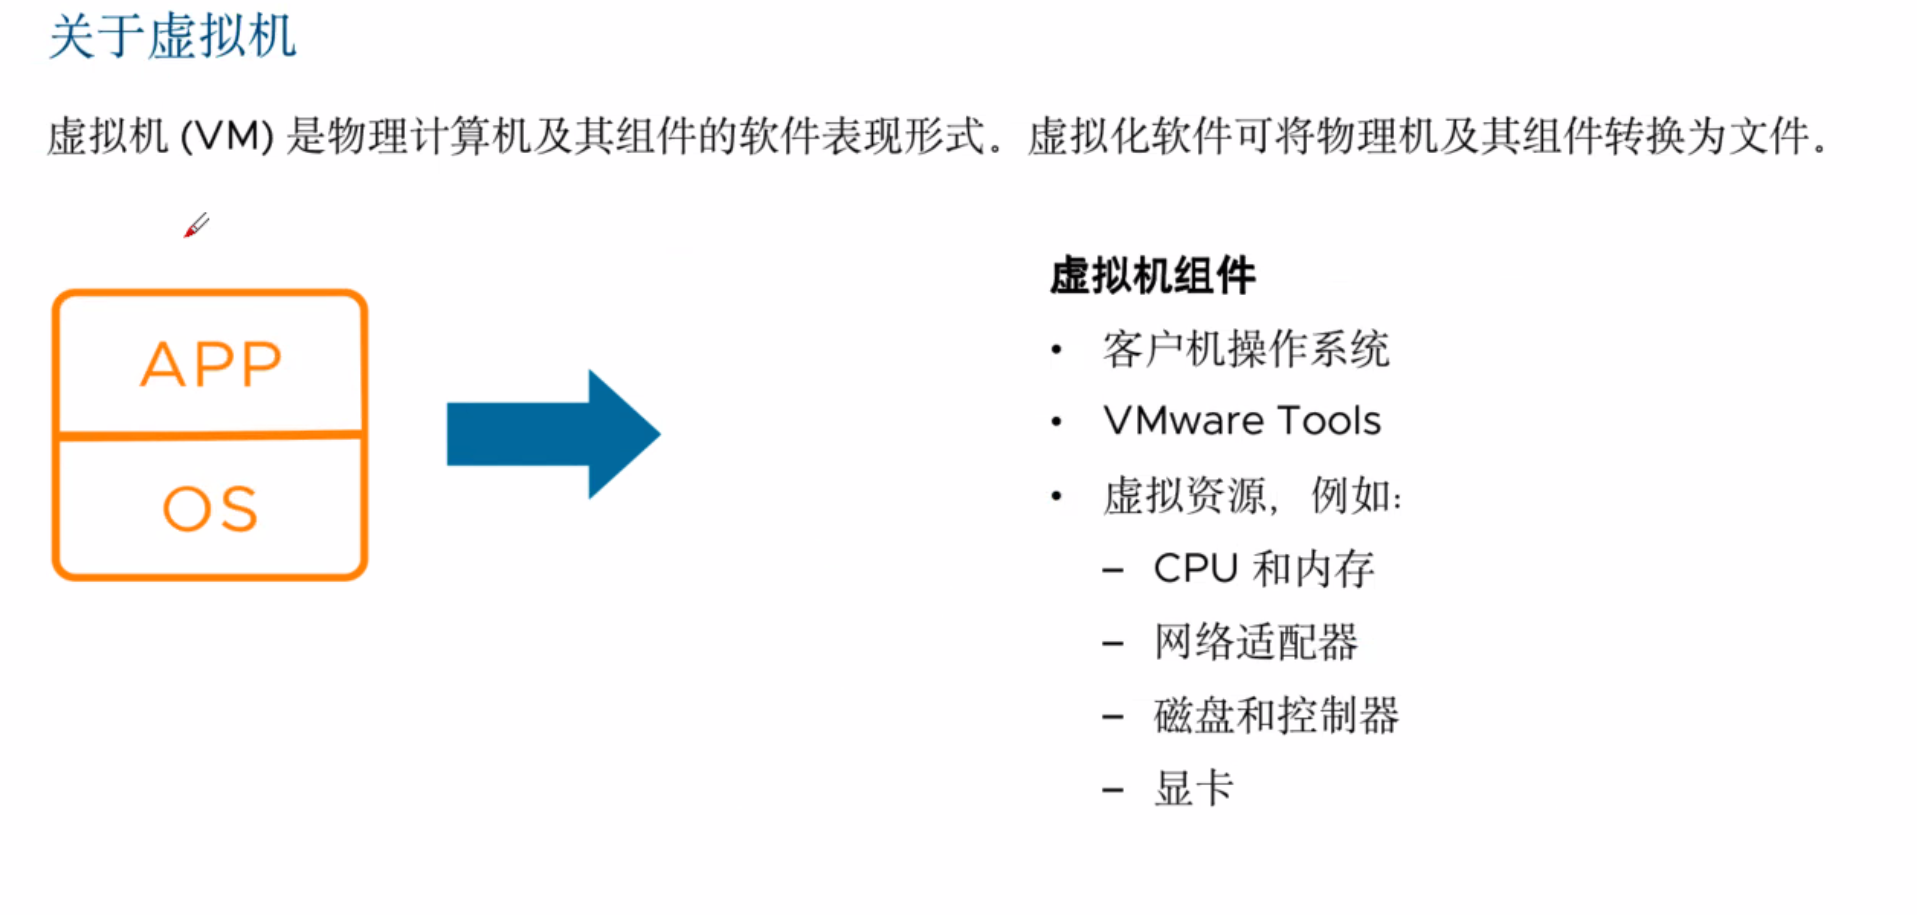 关于虚拟机
虚拟机 (VM) 是物理计算机及其组件的软件表现形式。虚拟化软件可将物理机及其组件转换为文件。
APP
OS
虚拟机组件
• 客户机操作系统
• VMware Tools
• 虚拟资源，例如：
– CPU 和内存
– 网络适配器
– 磁盘和控制器
– 显卡